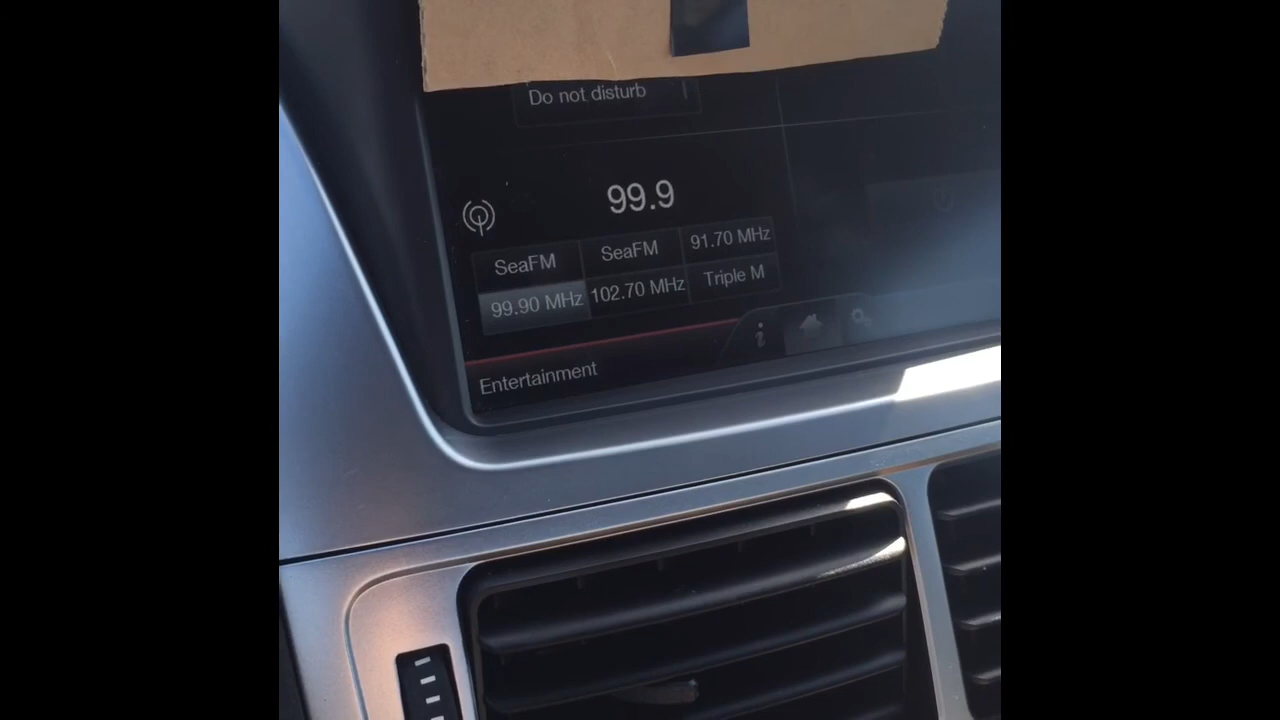 Do not disturb
99.9
SeaFM SeaFM 91.70 MHz
99.90 MHz 102.70 MHz Triple M
i
Entertainment